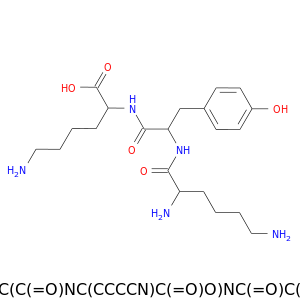 O
HO
H
N
OH
O
NH
H₂N
O
H₂N
NH₂
C(C(=O)NC(CCCCN)C(=O)O)NC(=O)C(